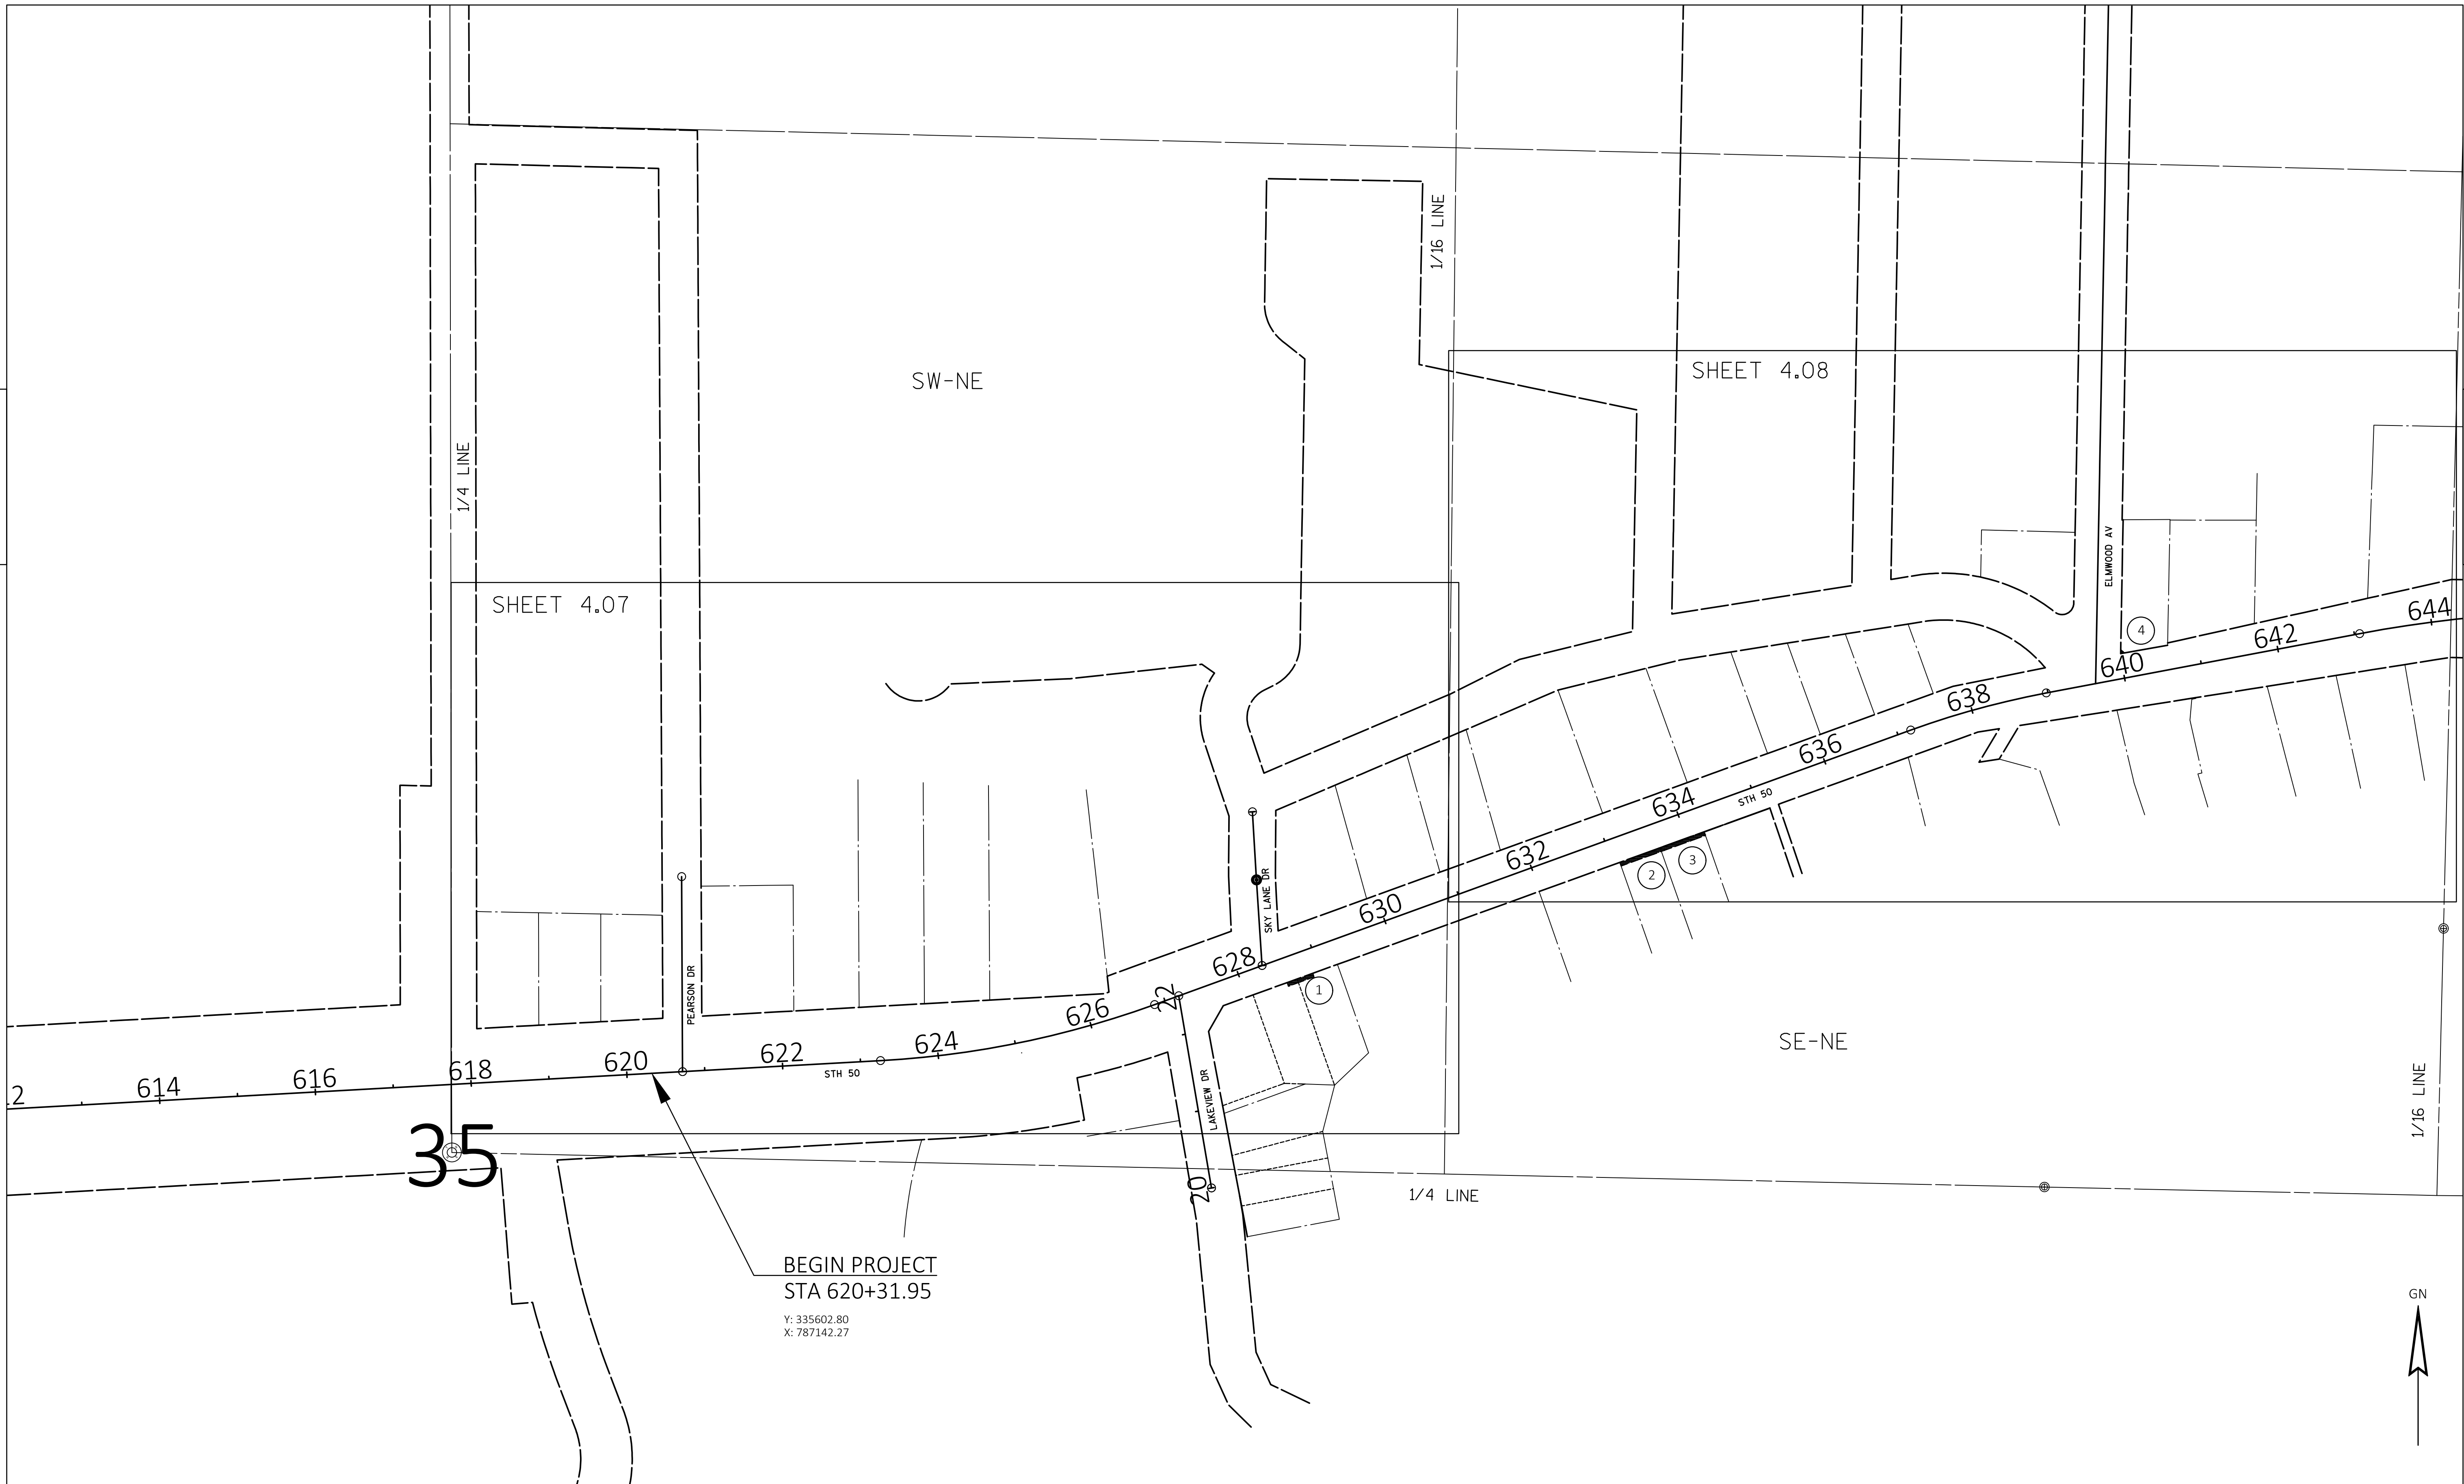 1/16 LINE
SW-NE
SHEET 4.08
1/4 LINE
ELMWOOD AV
SHEET 4.07
644
4
642
640
638
636
STH 50
634
3
632
2
SKY LANE DR
630
628
1
22
PEARSON DR
626
624
SE-NE
622
620
STH 50
618
616
614
LAKEVIEW DR
1/16 LINE
35
20
1/4 LINE
BEGIN PROJECT
STA 620+31.95
Y: 335602.80
X: 787142.27
GN